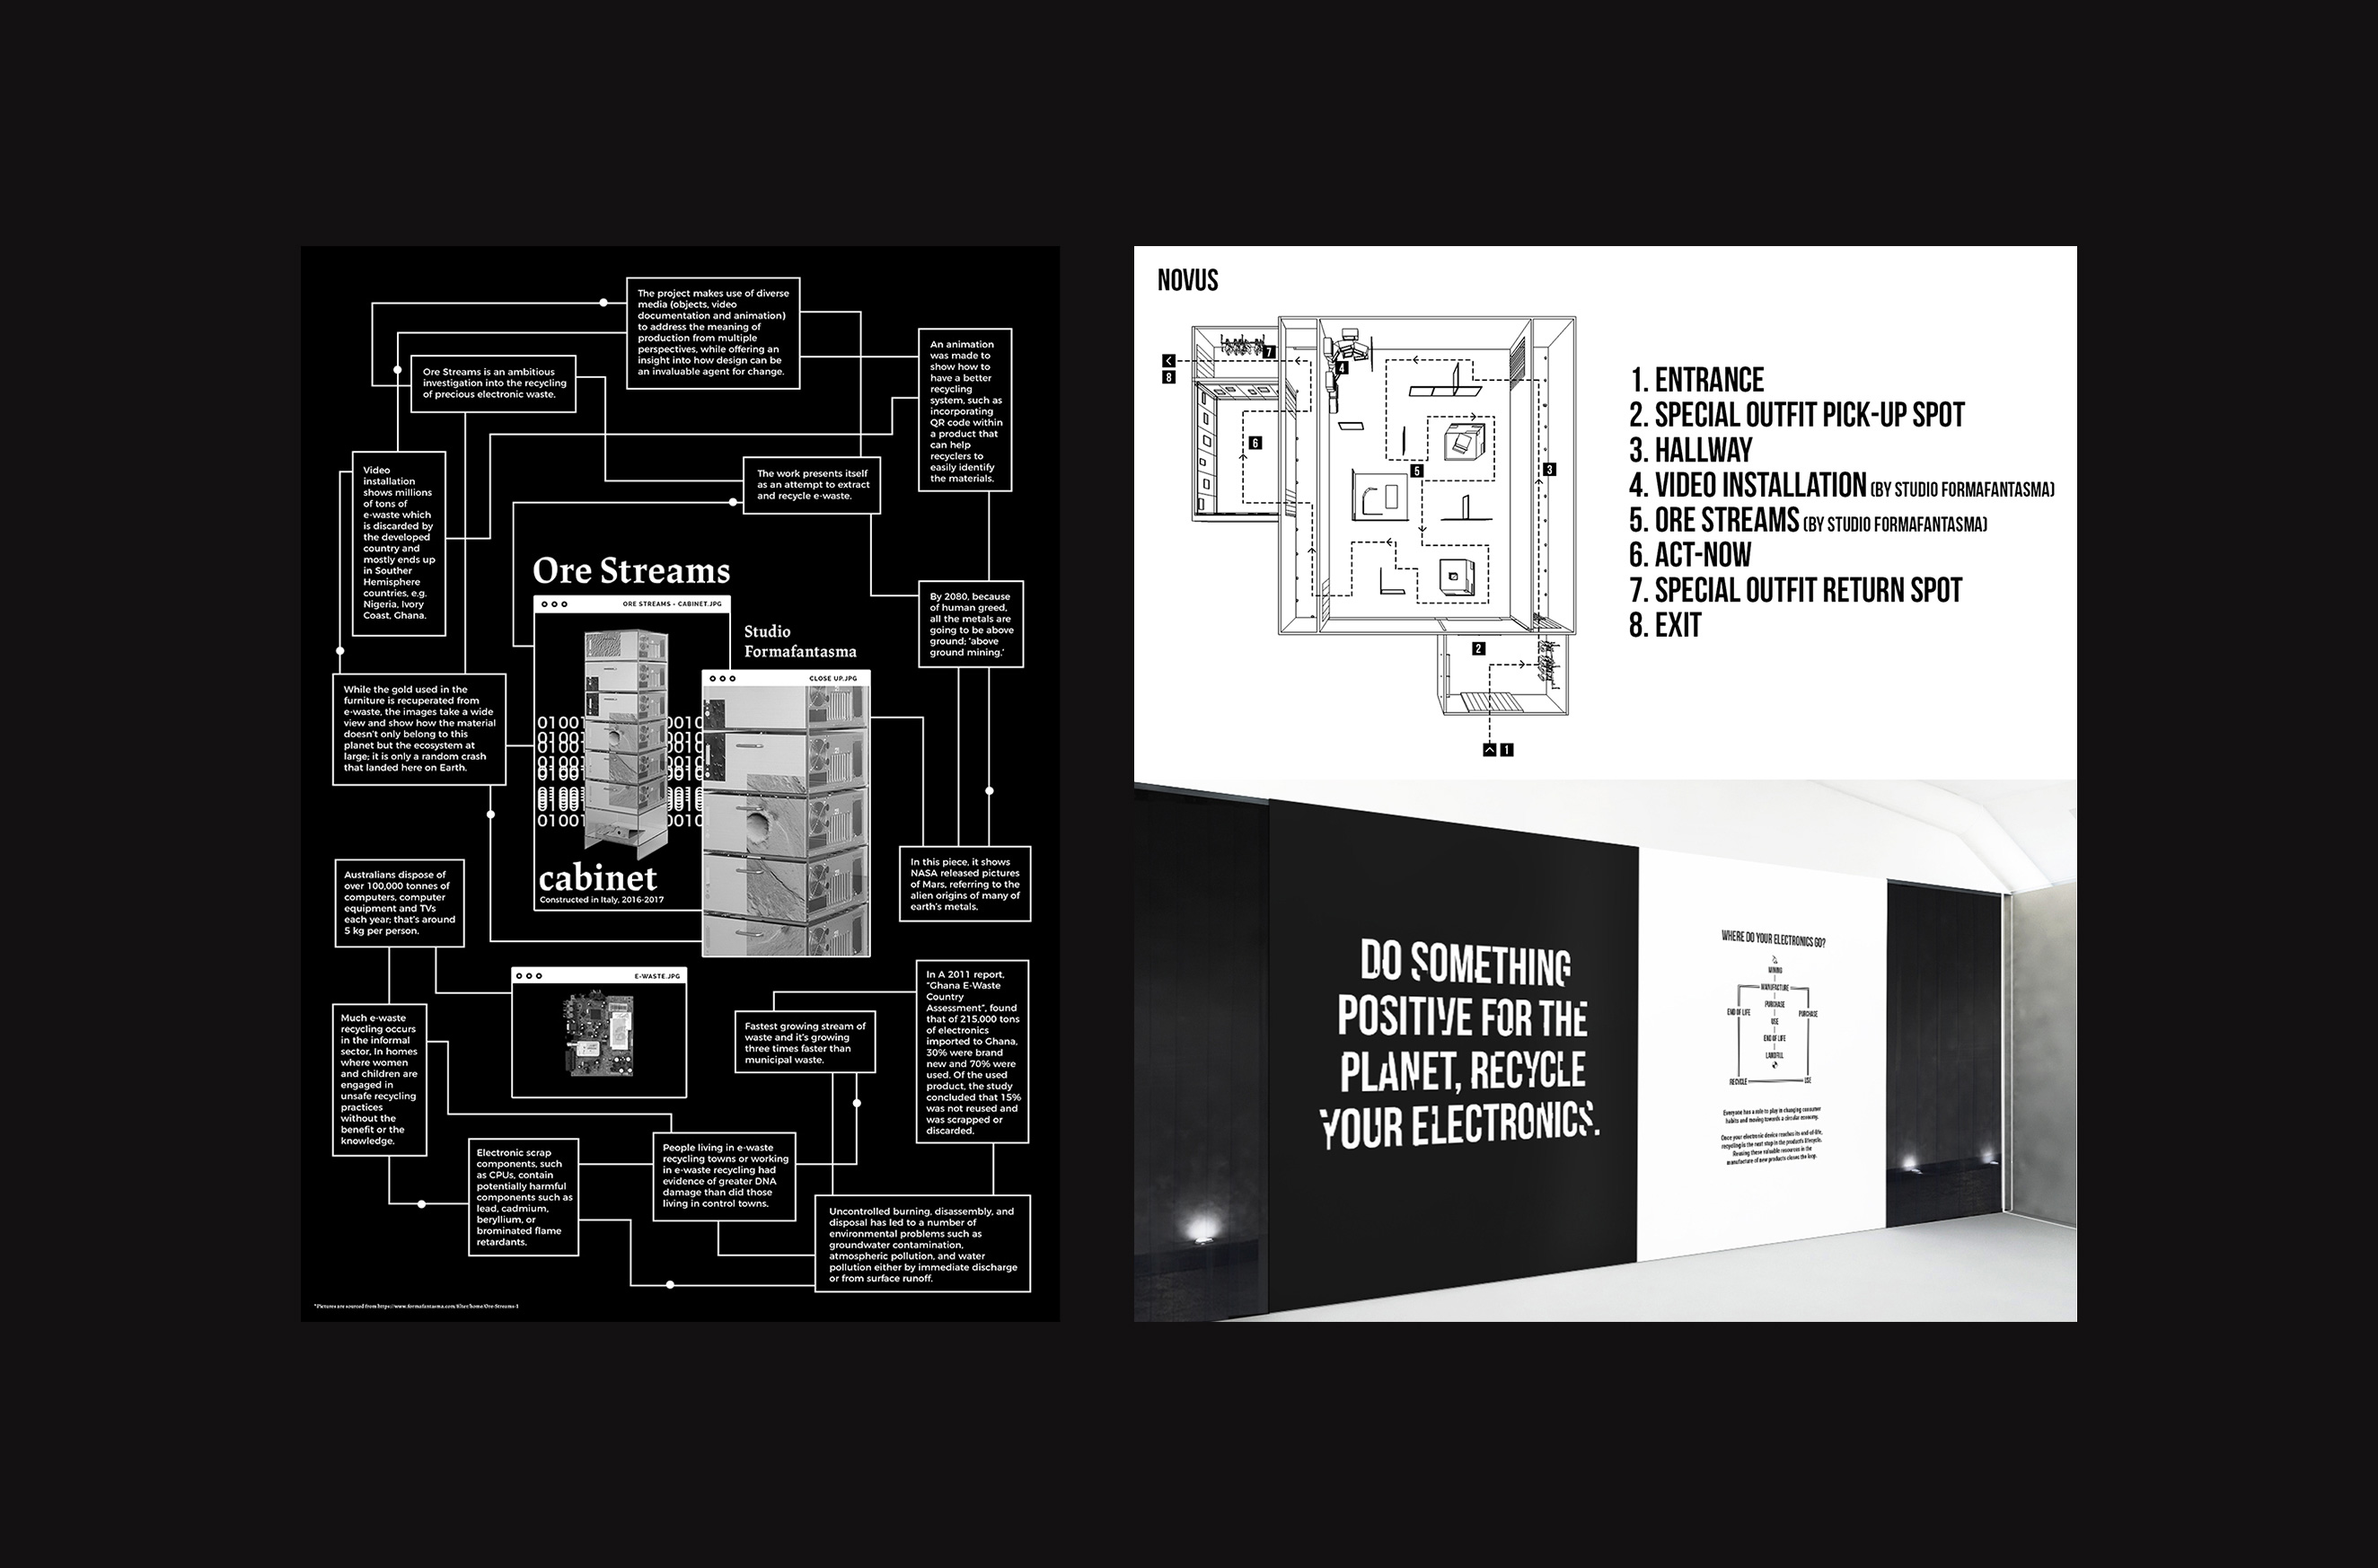 The project makes use of diverse
media (objects, video
documentation and animation)
to address the meaning of
production from multiple
perspectives, while offering an
insight into how design can be
an invaluable agent for change.
Ore Streams is an ambitious
investigation into the recycling
of precious electronic waste.
An animation
was made to
show how to
have a better
recycling
system, such as
incorporating
QR code within
a product that
can help
recyclers to
easily identify
the materials.
Video
installation
shows millions
of tons of
e-waste which
is discarded by
the developed
country and
mostly ends up
in Souther
Hemisphere
countries, e.g.
Nigeria, Ivory
Coast, Ghana.
The work presents itself
as an attempt to extract
and recycle e-waste.
Ore Streams
ORE STREAMS - CABINET.JPG
Studio
Formafantasma
By 2080, because
of human greed,
all the metals are
going to be above
ground; 'above
ground mining.'
CLOSE UP.JPG
While the gold used in the
furniture is recuperated from
e-waste, the images take a wide
view and show how the material
doesn't only belong to this
planet but the ecosystem at
large; it is only a random crash
that landed here on Earth.
cabinet
Constructed in Italy, 2016-2017
In this piece, it shows
NASA released pictures
of Mars, referring to the
alien origins of many of
earth's metals.
Australians dispose of
over 100,000 tonnes of
computers, computer
equipment and TVs
each year; that's around
5 kg per person.
E-WASTE.JPG
In A 2011 report,
"Ghana E-Waste
Country
Assessment", found
that of 215,000 tons
of electronics
imported to Ghana,
30% were brand
new and 70% were
used. Of the used
product, the study
concluded that 15%
was not reused and
was scrapped or
discarded.
Much e-waste
recycling occurs
in the informal
sector, In homes
where women
and children are
engaged in
unsafe recycling
practices
without the
benefit or the
knowledge.
Fastest growing stream of
waste and it's growing
three times faster than
municipal waste.
Electronic scrap
components, such
as CPUs, contain
potentially harmful
components such as
lead, cadmium,
beryllium, or
brominated flame
retardants.
People living in e-waste
recycling towns or working
in e-waste recycling had
evidence of greater DNA
damage than did those
living in control towns.
Uncontrolled burning, disassembly, and
disposal has led to a number of
environmental problems such as
groundwater contamination,
atmospheric pollution, and water
pollution either by immediate discharge
or from surface runoff.
*Pictures are sourced from https://www.formafantasma.com/filter/home/Ore-Streams-1
NOVUS
7
4
8
6
5
3
2
1
1. ENTRANCE
2. SPECIAL OUTFIT PICK-UP SPOT
3. HALLWAY
4. VIDEO INSTALLATION (BY STUDIO FORMAFANTASMA)
5. ORE STREAMS (BY STUDIO FORMAFANTASMA)
6. ACT-NOW
7. SPECIAL OUTFIT RETURN SPOT
8. EXIT
DO SOMETHING
POSITIVE FOR THE
PLANET, RECYCLE
YOUR ELECTRONICS.
WHERE DO YOUR ELECTRONICS GO?
MINING
MANUFACTURE
PURCHASE
END OF LIFE
PURCHASE
USE
END OF LIFE
LANDFILL
RECYCLE
USE
Everyone has a role to play in changing consumer
habits and moving towards a circular economy.
Once your electronic device reaches its end-of-life,
recycling is the next step in the product's lifecycle.
Reusing these valuable resources in the
manufacture of new products closes the loop.